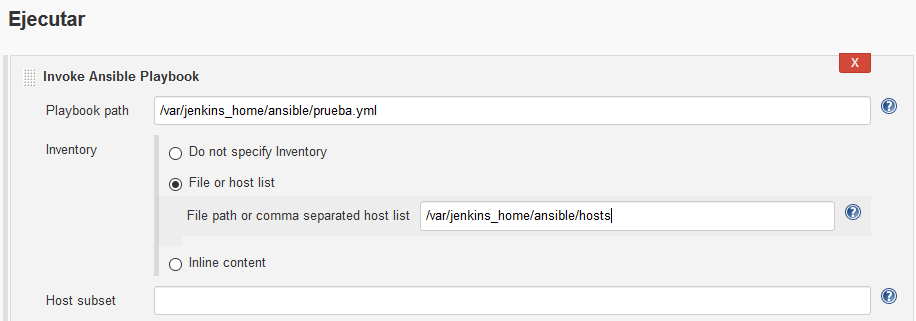 Ejecutar
X
Invoke Ansible Playbook
Playbook path /var/jenkins_home/ansible/prueba.yml ?
Inventory
Do not specify Inventory
File or host list
File path or comma separated host list /var/jenkins_home/ansible/hosts ?
Inline content
Host subset ?